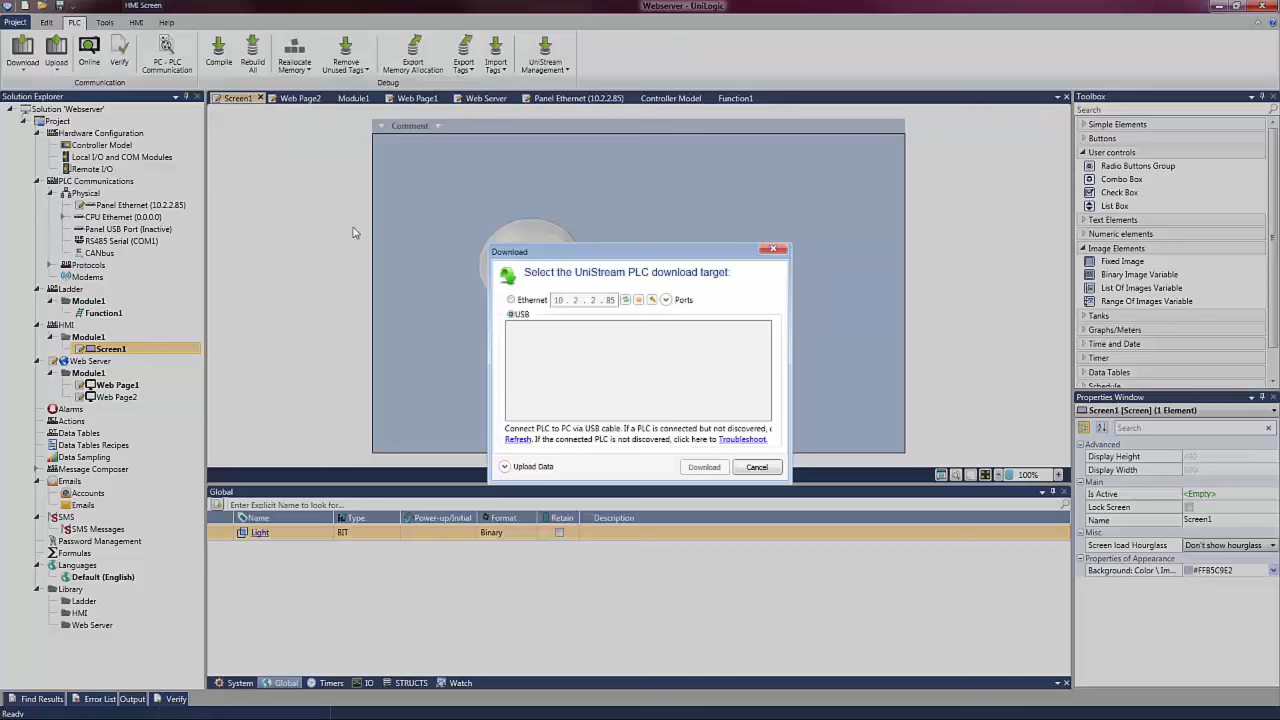 HMI Screen
Webserver - UniLogic
Project Edit PLC Tools HMI Help
Download Upload Online Verify PC - PLC Communication Compile Rebuild All Reallocate Memory Remove Unused Tags Export Memory Allocation Export Tags Import Tags UniStream Management
Communication Debug
Solution Explorer
Screen1 Web Page2 Module1 Web Page1 Web Server Panel Ethernet (10.2.2.85) Controller Model Function1
Toolbox
Solution 'Webserver'
Project
Hardware Configuration
Controller Model
Local I/O and COM Modules
Remote I/O
PLC Communications
Physical
Panel Ethernet (10.2.2.85)
CPU Ethernet (0.0.0.0)
Panel USB Port (Inactive)
RS485 Serial (COM1)
CANbus
Protocols
Modems
Ladder
Module1
Function1
HMI
Module1
Screen1
Web Server
Module1
Web Page1
Web Page2
Alarms
Actions
Data Tables
Data Tables Recipes
Data Sampling
Message Composer
Emails
Accounts
Emails
SMS
SMS Messages
Password Management
Formulas
Languages
Default (English)
Library
Ladder
HMI
Web Server
Comment
Download
Select the UniStream PLC download target:
Ethernet 10 . 2 . 2 . 85 Ports
USB
Connect PLC to PC via USB cable. If a PLC is connected but not discovered, c
Refresh. If the connected PLC is not discovered, click here to Troubleshoot.
Upload Data Download Cancel
100%
Global
Enter Explicit Name to look for...
Name Type Power-up/Initial Format Retain Description
Light BIT Binary
System Global Timers IO STRUCTS Watch
Search
Simple Elements
Buttons
User controls
Radio Buttons Group
Combo Box
Check Box
List Box
Text Elements
Numeric elements
Image Elements
Fixed Image
Binary Image Variable
List Of Images Variable
Range Of Images Variable
Tanks
Graphs/Meters
Time and Date
Timer
Data Tables
Schedule
Properties Window
Screen1 [Screen] (1 Element)
Search
Advanced
Display Height 480
Display Width 800
Main
Is Active <Empty>
Lock Screen
Name Screen1
Misc
Screen load Hourglass Don't show hourglass
Properties of Appearance
Background: Color \ Im... #FFB5C9E2
Find Results Error List Output Verify
Ready